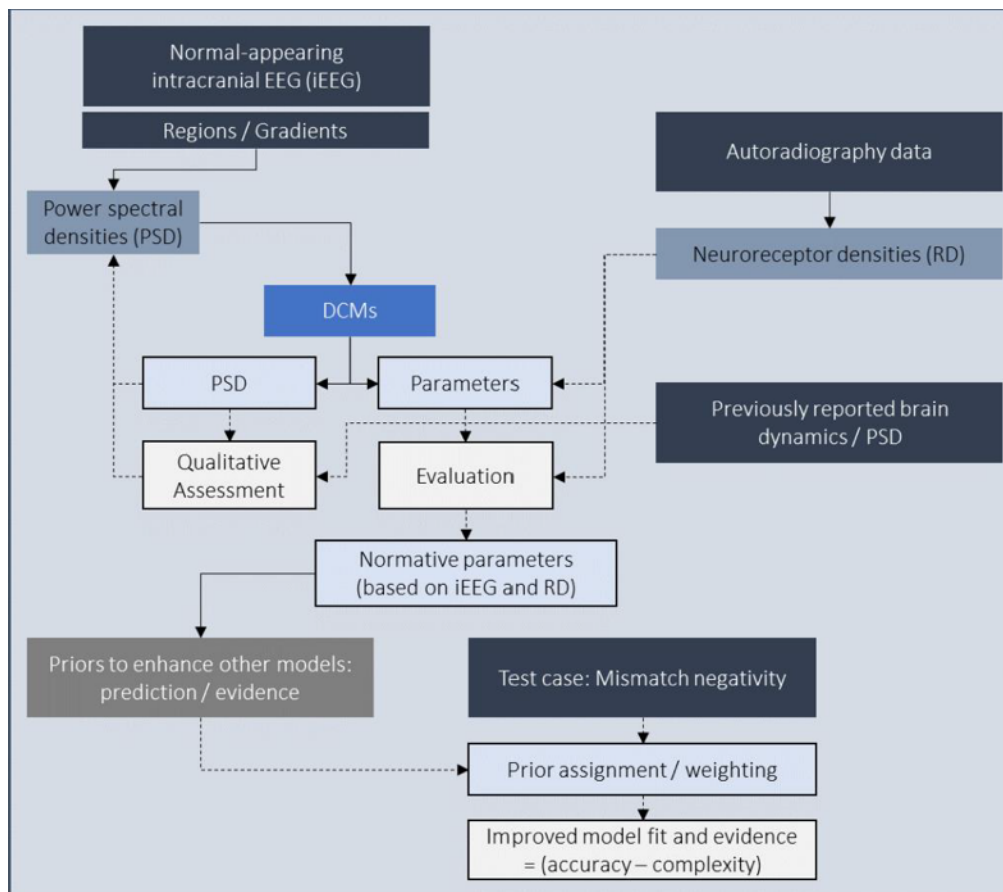 Normal-appearing
intracranial EEG (iEEG)
Regions / Gradients
Autoradiography data
Power spectral
densities (PSD)
Neuroreceptor densities (RD)
DCMs
PSD
Parameters
Previously reported brain
dynamics / PSD
Qualitative
Assessment
Evaluation
Normative parameters
(based on iEEG and RD)
Priors to enhance other models:
prediction / evidence
Test case: Mismatch negativity
Prior assignment / weighting
Improved model fit and evidence
= (accuracy – complexity)